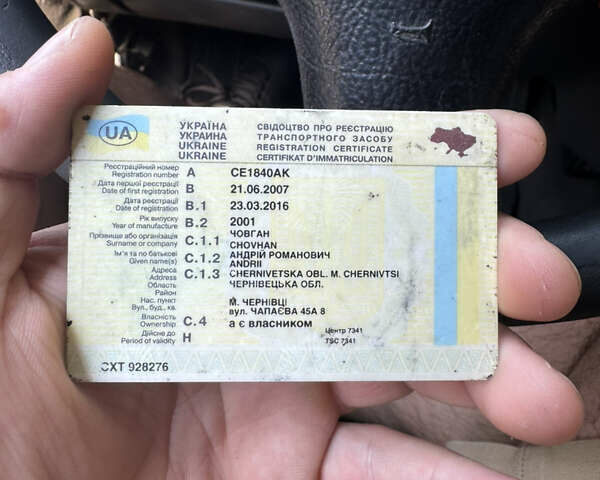 UA
УКРАЇНА
УКРАИНА
UKRAINE
UKRAINE
СВІДОЦТВО ПРО РЕЄСТРАЦІЮ
ТРАНСПОРТНОГО ЗАСОБУ
REGISTRATION CERTIFICATE
CERTIFIKAT D'IMMATRICULATION
Реєстраційний номер
Registration number A CE1840AK
Дата першої реєстрації
Date of first registration B 21.06.2007
Дата реєстрації
Date of registration B.1 23.03.2016
Рік випуску
Year of manufacture B.2 2001
Прізвище або організація ЧОВГАН
Surname or company C.1.1 CHOVHAN
Ім'я та по батькові АНДРІЙ РОМАНОВИЧ
Given name(s) C.1.2 ANDRII
Адреса
Address C.1.3 CHERNIVETSKA OBL. M. CHERNIVTSI
Область ЧЕРНІВЕЦЬКА ОБЛ.
Район
Нас. пункт М. ЧЕРНІВЦІ
Вул., буд., кв. вул. ЧАПАЄВА 45А 8
Власність
Ownership C.4 а є власником
Дійсне до Центр 7341
Period of validity H TSC 7341
СХТ 928276